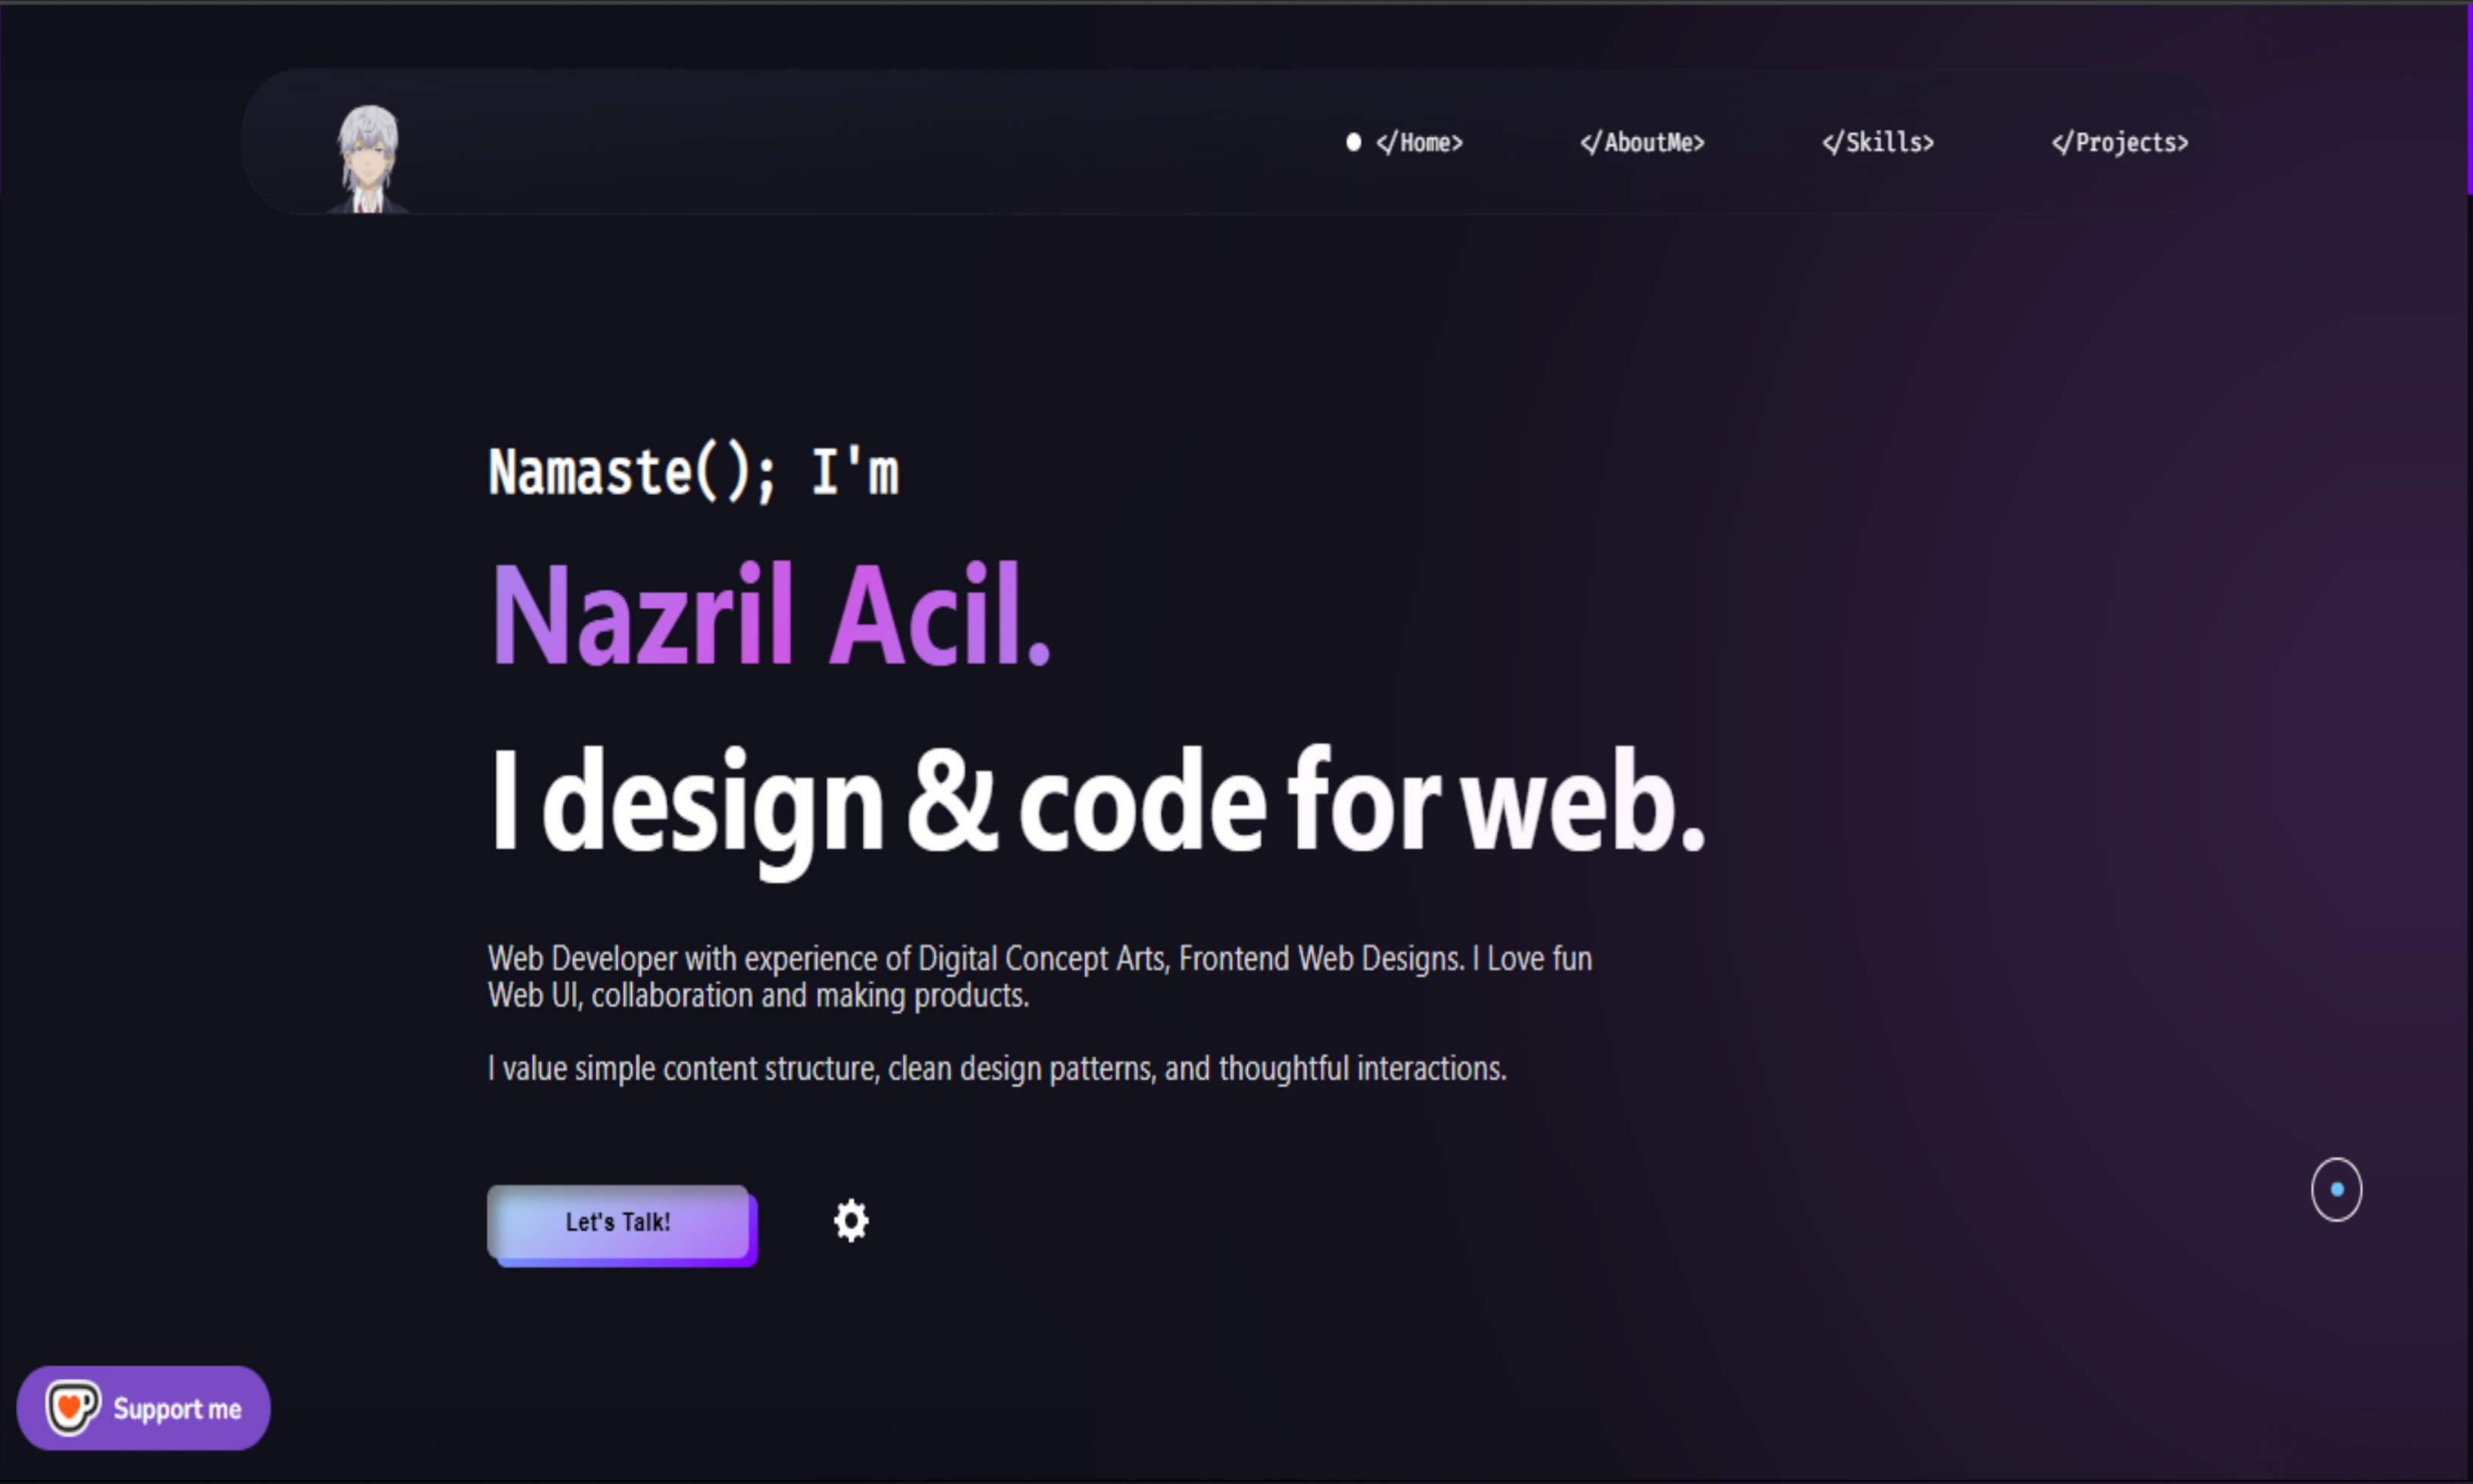 </Home>
</AboutMe>
</Skills>
</Projects>
Namaste(); I'm
Nazril Acil.
I design & code for web.
Web Developer with experience of Digital Concept Arts, Frontend Web Designs. I Love fun
Web UI, collaboration and making products.
I value simple content structure, clean design patterns, and thoughtful interactions.
Let's Talk!
Support me